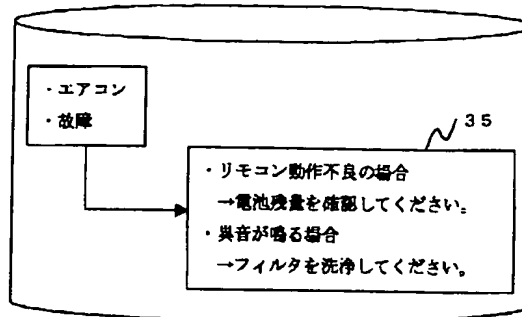 ・エアコン
・故障
35
・リモコン動作不良の場合
→電池残量を確認してください。
・異音が鳴る場合
→フィルタを洗浄してください。